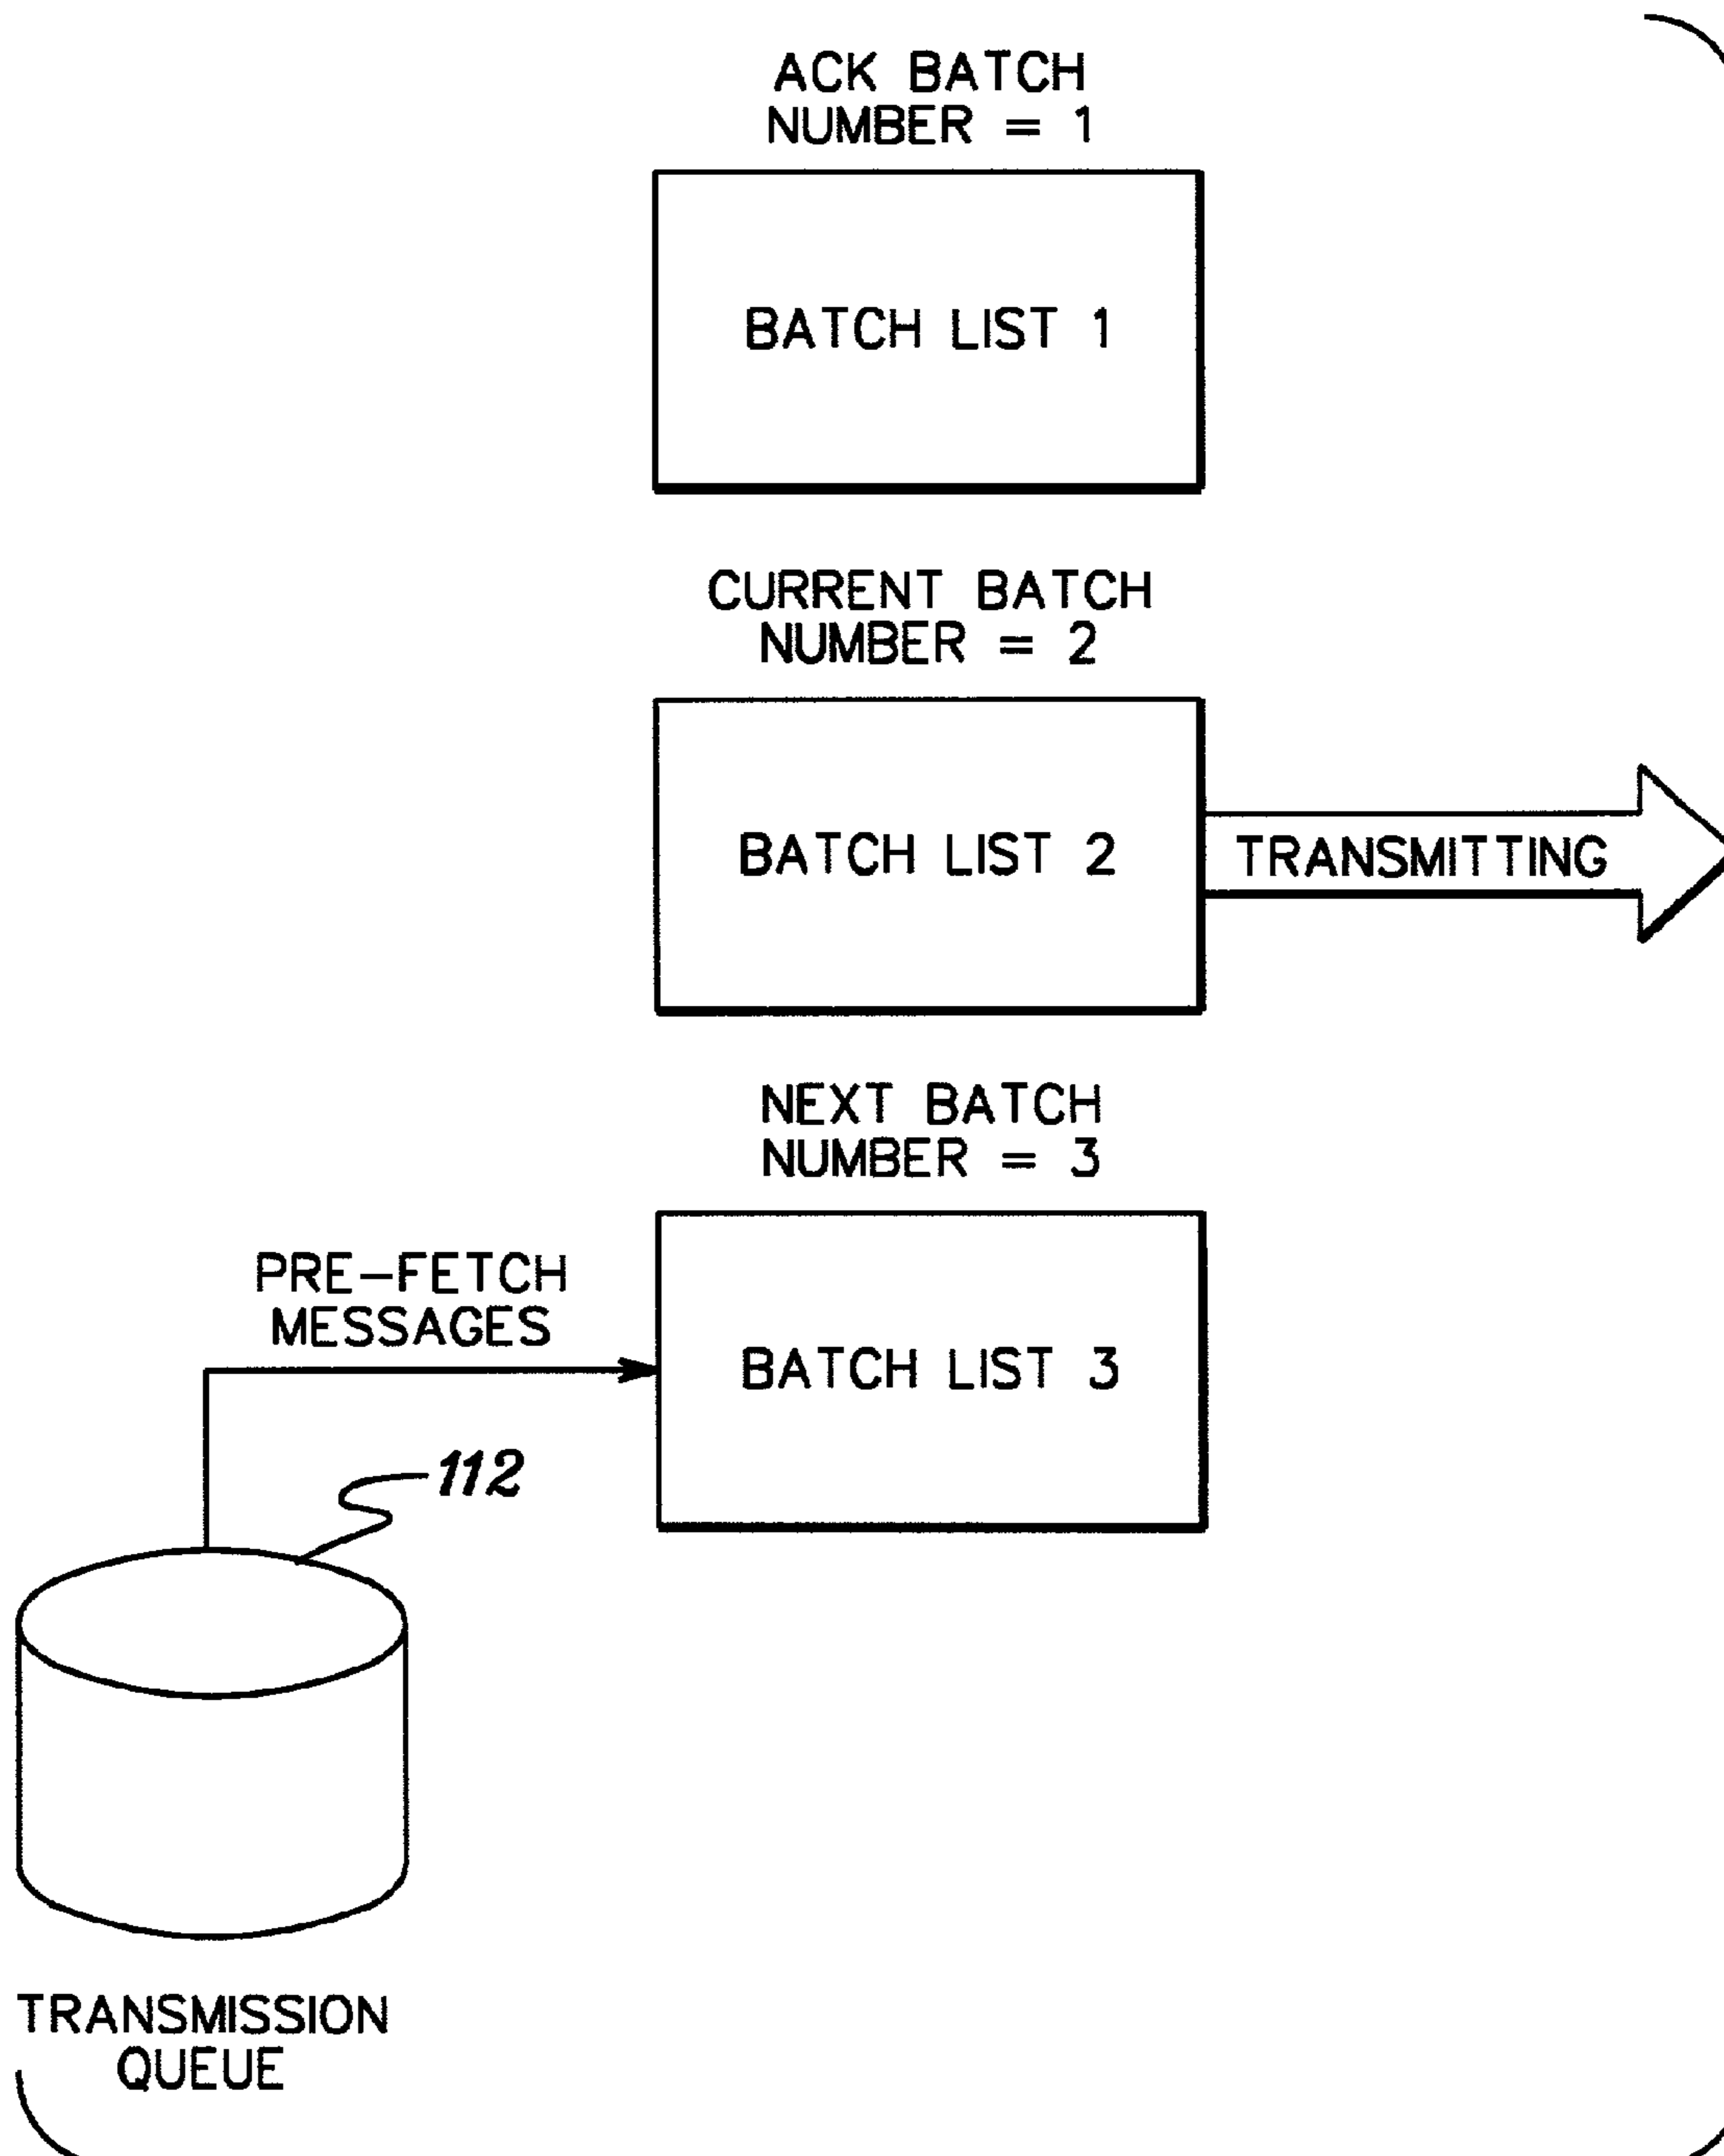 ACK BATCH
NUMBER = 1
BATCH LIST 1
CURRENT BATCH
NUMBER = 2
BATCH LIST 2
TRANSMITTING
NEXT BATCH
NUMBER = 3
PRE-FETCH
MESSAGES
BATCH LIST 3
112
TRANSMISSION
QUEUE